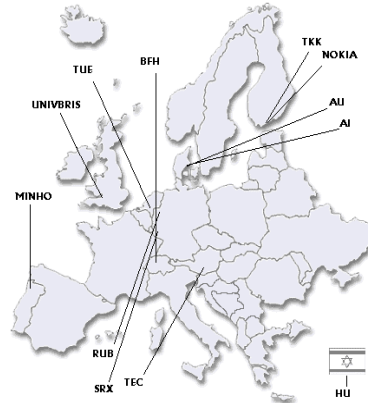 TKK
BFH
NOKIA
TUE
UNIVBRIS
AU
AI
MINHO
RUB
SRX
TEC
HU